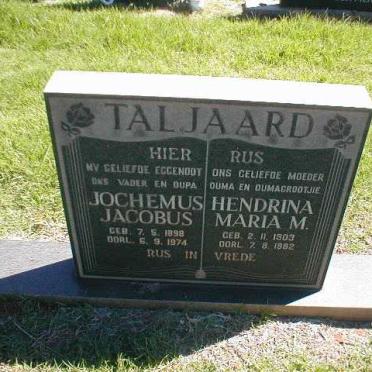 TALJAARD
HIER RUS
MY GELIEFDE EGGENOOT
ONS VADER EN OUPA
JOCHEMUS
JACOBUS
GEB. 7. 5. 1898
OORL. 6. 9. 1974
ONS GELIEFDE MOEDER
OUMA EN OUMAGROOTJIE
HENDRINA
MARIA M.
GEB. 2. 11. 1903
OORL. 7. 8. 1982
RUS IN VREDE